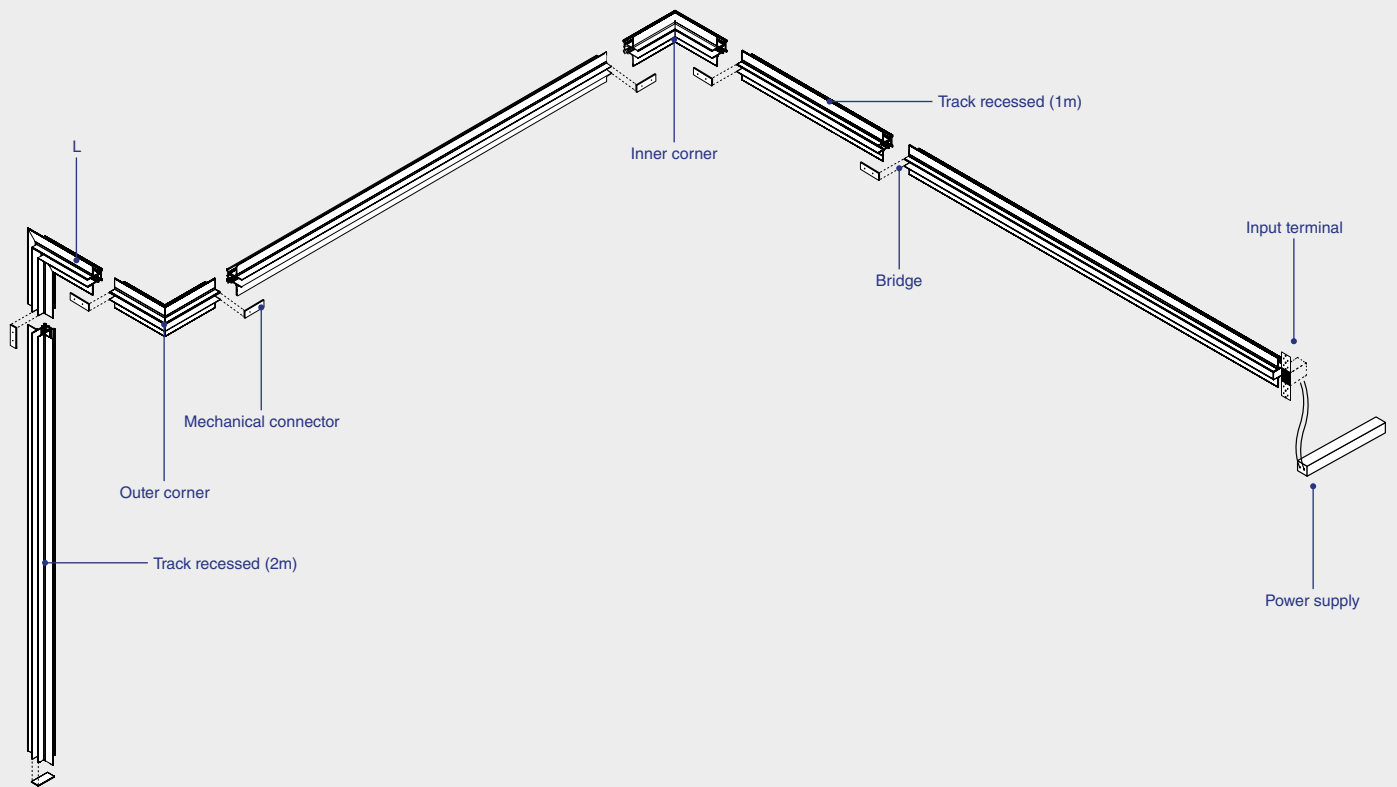 Track recessed (1m)
L
Inner corner
Input terminal
Bridge
Mechanical connector
Outer corner
Track recessed (2m)
Power supply